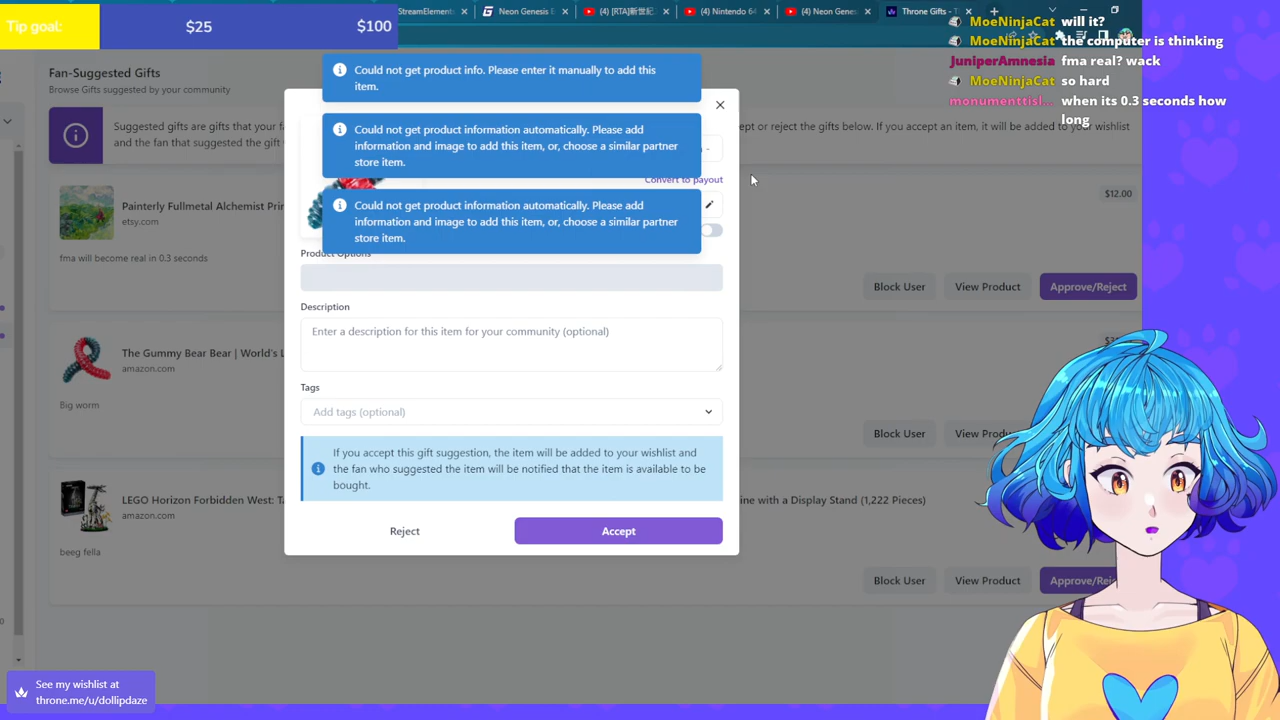 Tip goal:
$25
$100
StreamElement
Neon Genesis E
(4) [RTA]新世紀
(4) Nintendo 64
(4) Neon Genes
Throne Gifts - T
MoeNinjaCat will it?
MoeNinjaCat the computer is thinking
JuniperAmnesia fma real? wack
MoeNinjaCat so hard
monumenttisl... when its 0.3 seconds how
long
Fan-Suggested Gifts
Browse Gifts suggested by your community
Suggested gifts are gifts that your fa
ept or reject the gifts below. If you accept an item, it will be added to your wishlist
and the fan that suggested the gift
Could not get product info. Please enter it manually to add this
item.
Could not get product information automatically. Please add
information and image to add this item, or, choose a similar partner
store item.
Convert to payout
Could not get product information automatically. Please add
information and image to add this item, or, choose a similar partner
store item.
Painterly Fullmetal Alchemist Prin
etsy.com
$12.00
fma will become real in 0.3 seconds
Block User
View Product
Approve/Reject
Product Options
Description
Enter a description for this item for your community (optional)
Tags
Add tags (optional)
If you accept this gift suggestion, the item will be added to your wishlist and
the fan who suggested the item will be notified that the item is available to be
bought.
Reject
Accept
The Gummy Bear Bear | World's L
amazon.com
Big worm
Block User
View Prod
LEGO Horizon Forbidden West: Ta
ine with a Display Stand (1,222 Pieces)
amazon.com
beeg fella
Block User
View Product
Approve/Rej
See my wishlist at
throne.me/u/dollipdaze